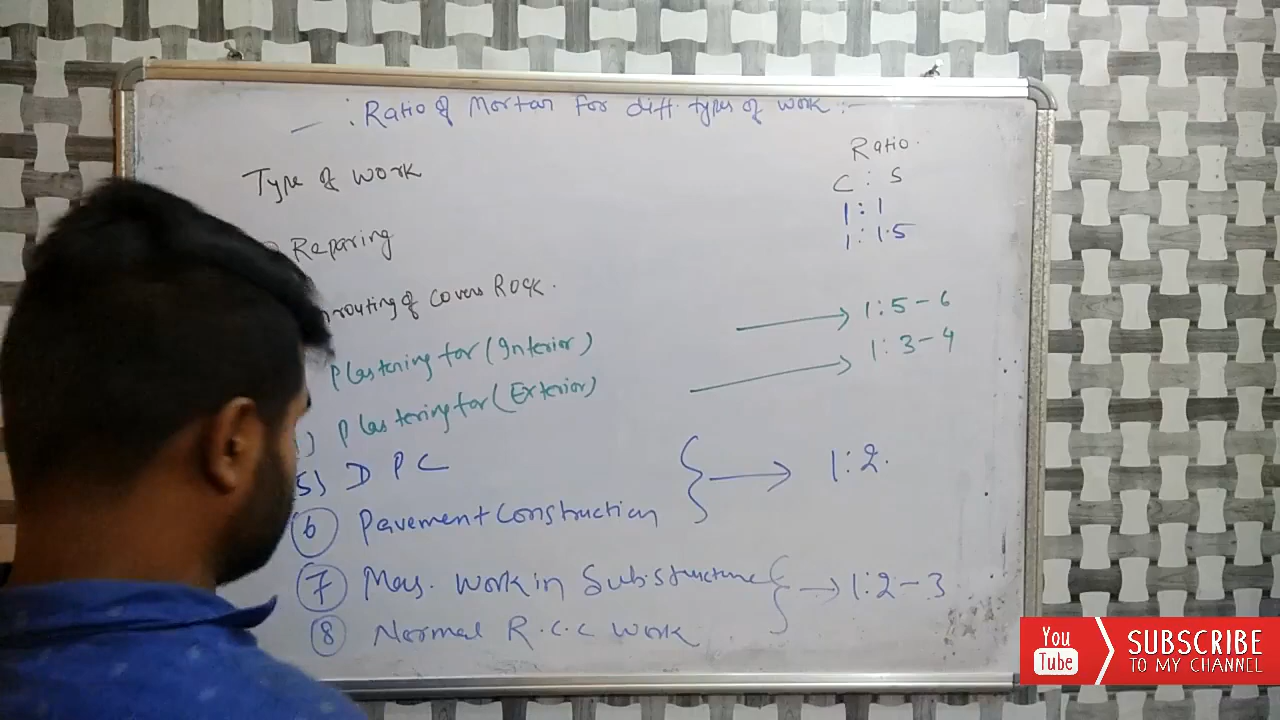 : Ratio of Mortar For diff. types of work :-
Type of work
Ratio.
C : S
1 : 1
Reparing
1 : 1.5
routing of Covers Rock.
Plastering for (Interior) → 1:5-6
) Plastering for (Exterior) → 1:3-4
5) D P C
→ 1:2.
6 Pavement Construction
7 Mas. Work in Substructure → 1:2-3
8 Normal R.C.C Work
You Tube
SUBSCRIBE
TO MY CHANNEL